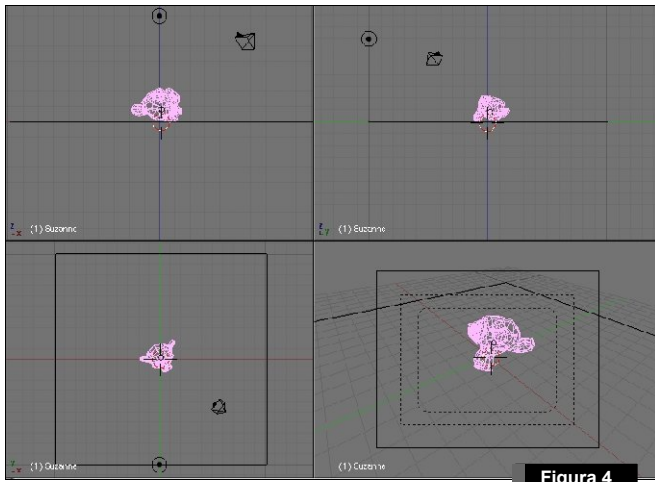 z x (1) Suzanne
z y (1) Suzanne
y x (1) Suzanne
(1) Suzanne
Figura 4